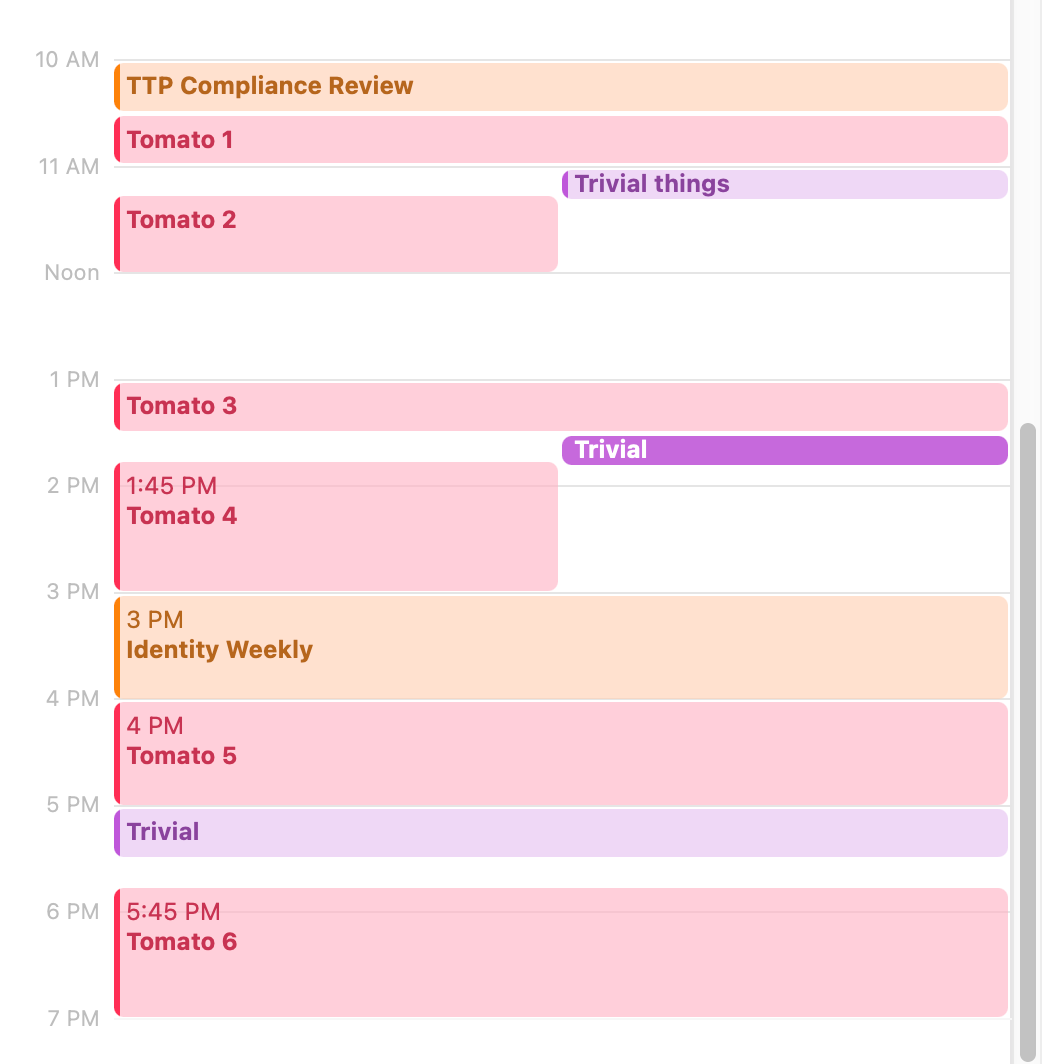 10 AM
TTP Compliance Review
Tomato 1
11 AM
Trivial things
Tomato 2
Noon
1 PM
Tomato 3
Trivial
2 PM
1:45 PM
Tomato 4
3 PM
3 PM
Identity Weekly
4 PM
4 PM
Tomato 5
5 PM
Trivial
6 PM
5:45 PM
Tomato 6
7 PM